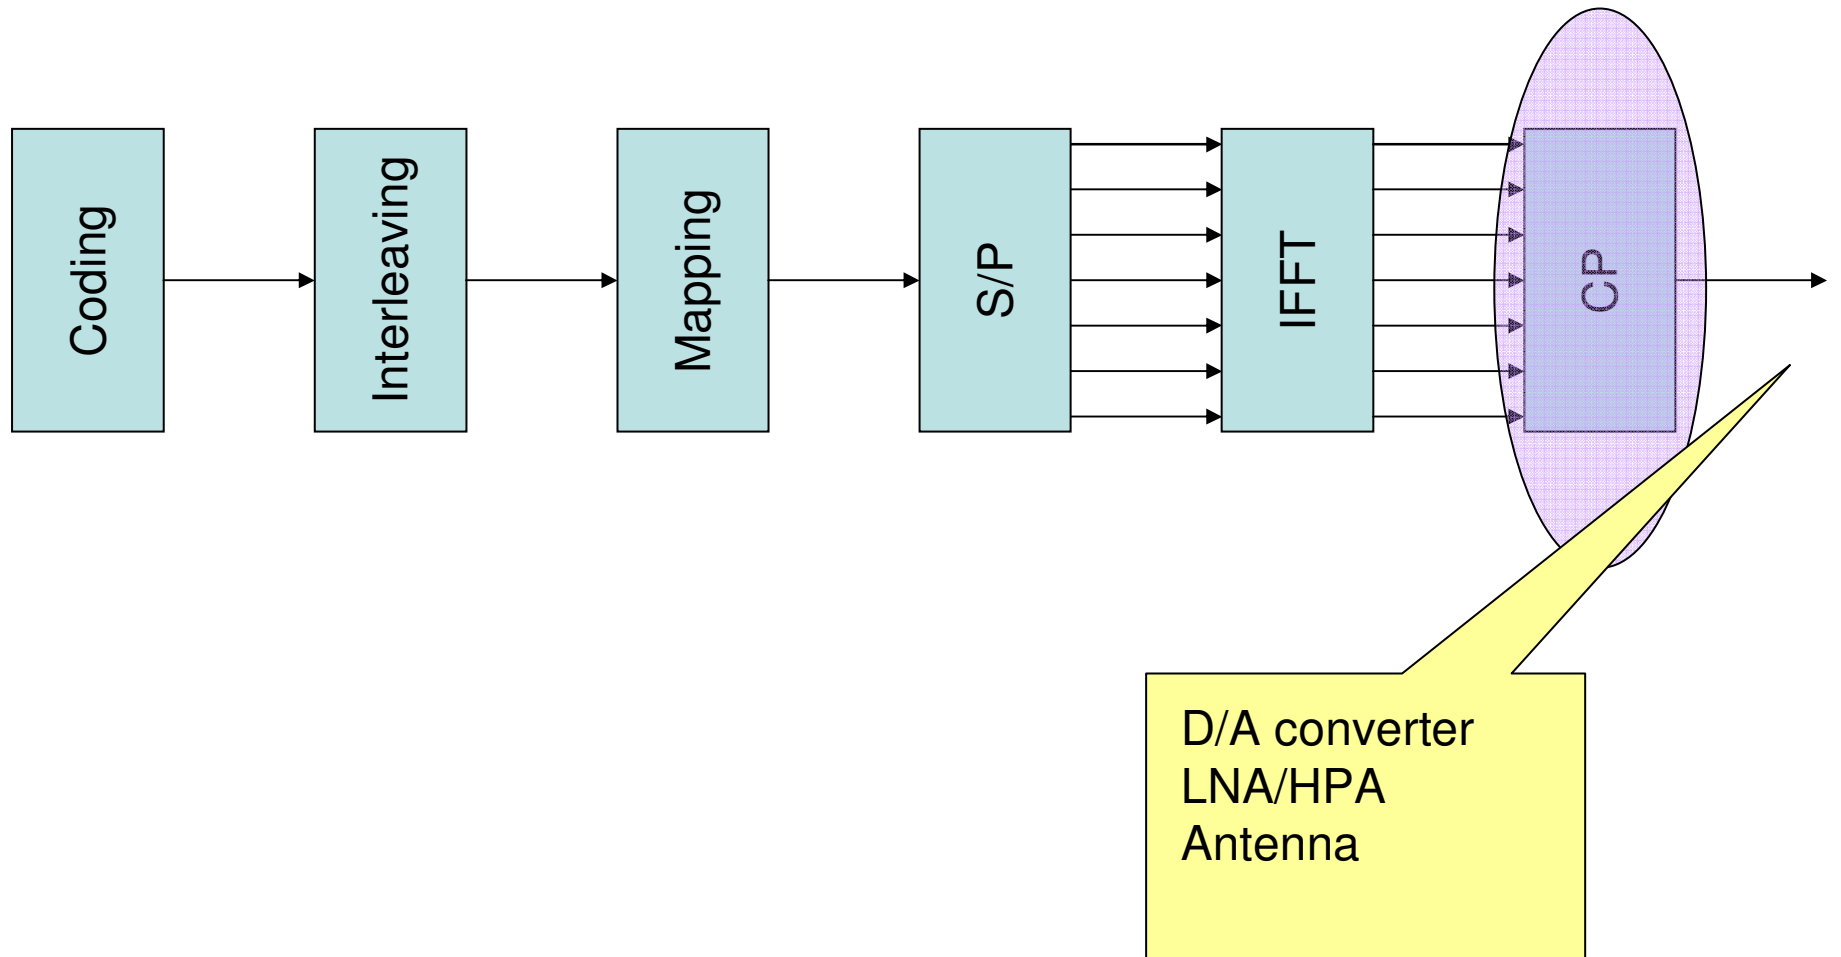 Coding
Interleaving
Mapping
S/P
IFFT
CP
D/A converter
LNA/HPA
Antenna